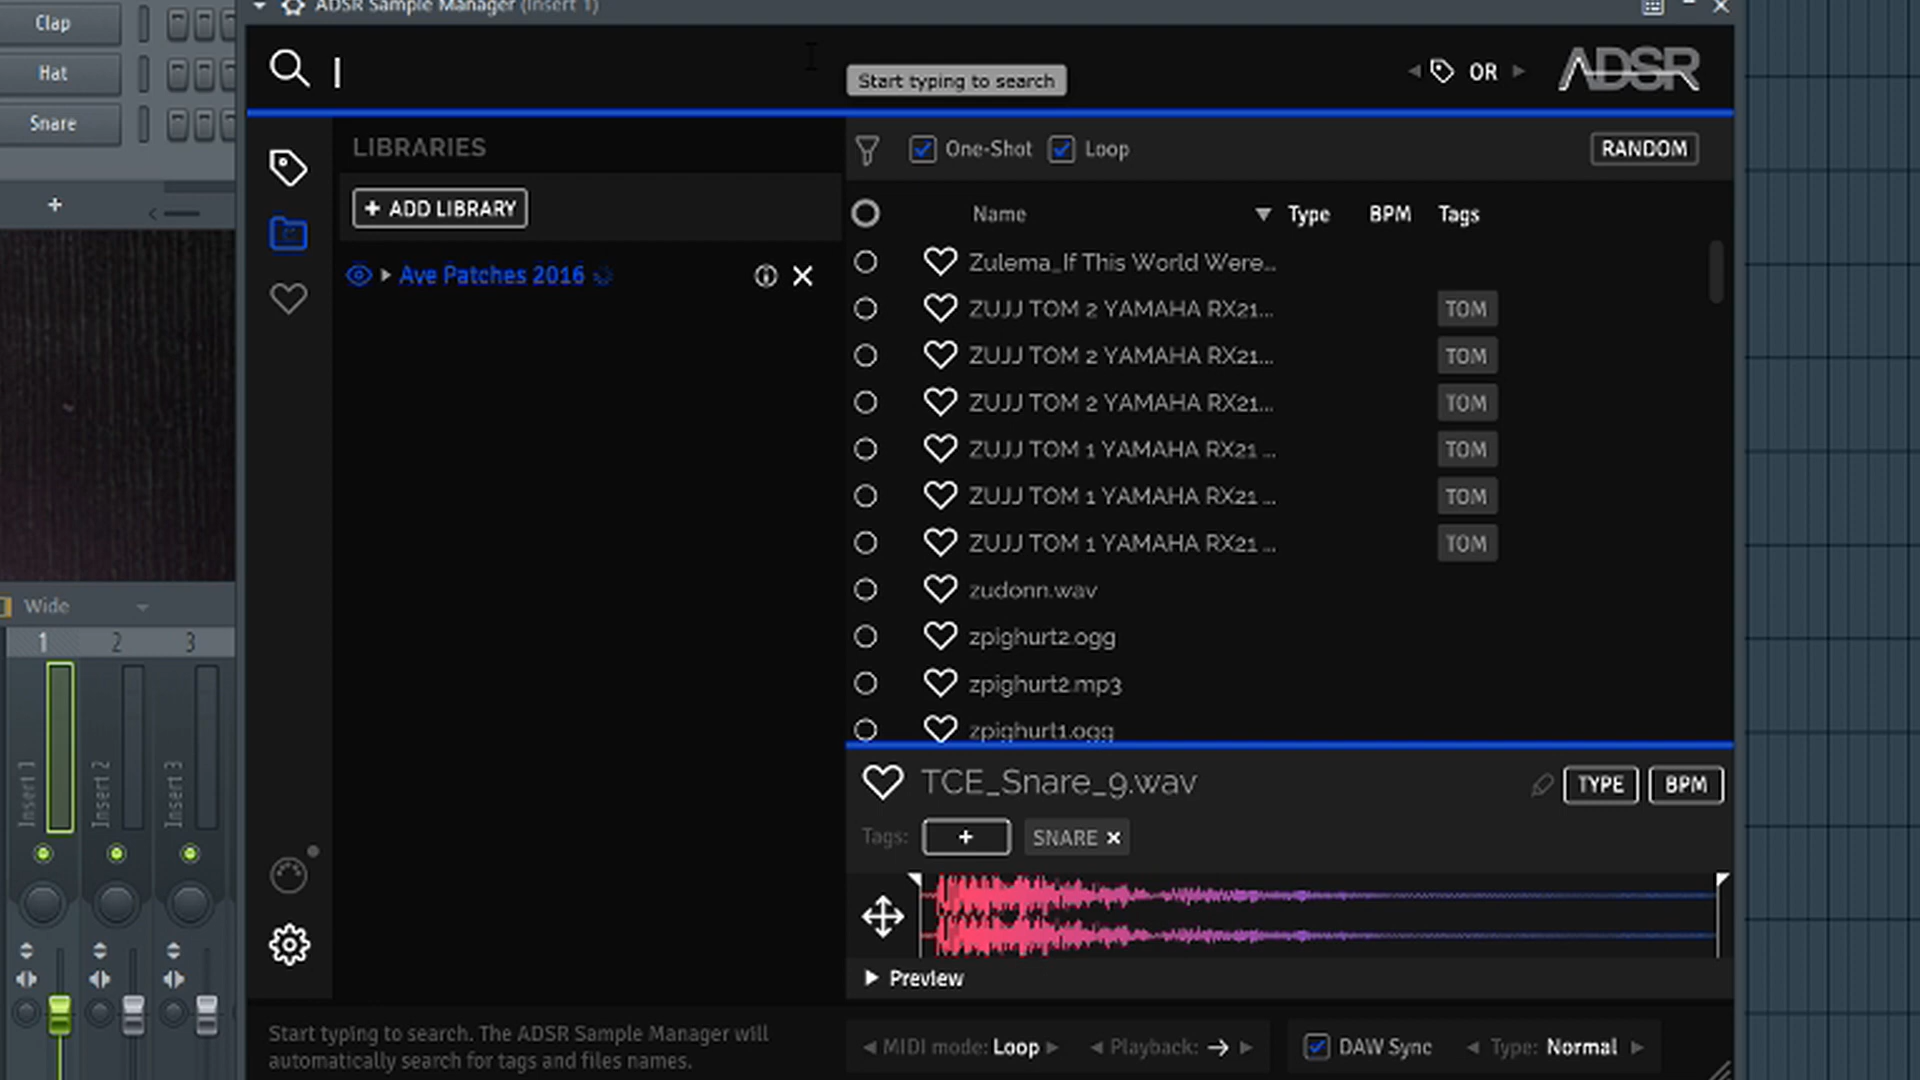 Clap
ADSR Sample Manager (Insert 1)
Hat
Start typing to search
OR
ADSR
Snare
LIBRARIES
One-Shot
Loop
RANDOM
+ ADD LIBRARY
+
Name
Type
BPM
Tags
Ave Patches 2016
Zulema_If This World Were...
ZUJJ TOM 2 YAMAHA RX21...
TOM
ZUJJ TOM 2 YAMAHA RX21...
TOM
ZUJJ TOM 2 YAMAHA RX21...
TOM
ZUJJ TOM 1 YAMAHA RX21 ...
TOM
ZUJJ TOM 1 YAMAHA RX21 ...
TOM
ZUJJ TOM 1 YAMAHA RX21 ...
TOM
zudonn.wav
zpighurt2.ogg
zpighurt2.mp3
zpighurt1.ogg
Wide
1
2
3
Insert 1
Insert 2
Insert 3
TCE_Snare_9.wav
TYPE
BPM
Tags:
+
SNARE
Preview
Start typing to search. The ADSR Sample Manager will
automatically search for tags and files names.
MIDI mode: Loop
Playback:
DAW Sync
Type: Normal